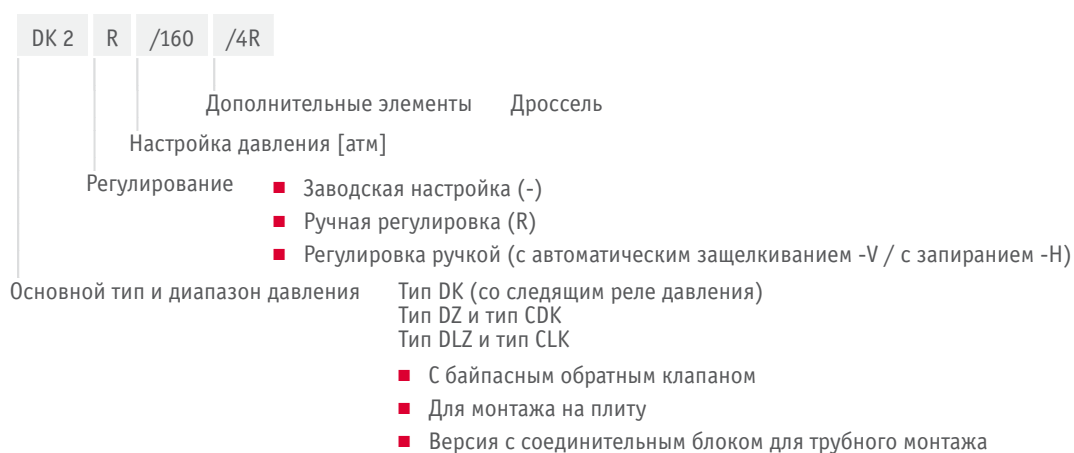 DK 2 R /160 /4R
Дополнительные элементы Дроссель
Настройка давления [атм]
Регулирование
Заводская настройка (-)
Ручная регулировка (R)
Регулировка ручкой (с автоматическим защелкиванием -V / с запиранием -H)
Основной тип и диапазон давления
Тип DK (со следящим реле давления)
Тип DZ и тип CDK
Тип DLZ и тип CLK
С байпасным обратным клапаном
Для монтажа на плиту
Версия с соединительным блоком для трубного монтажа